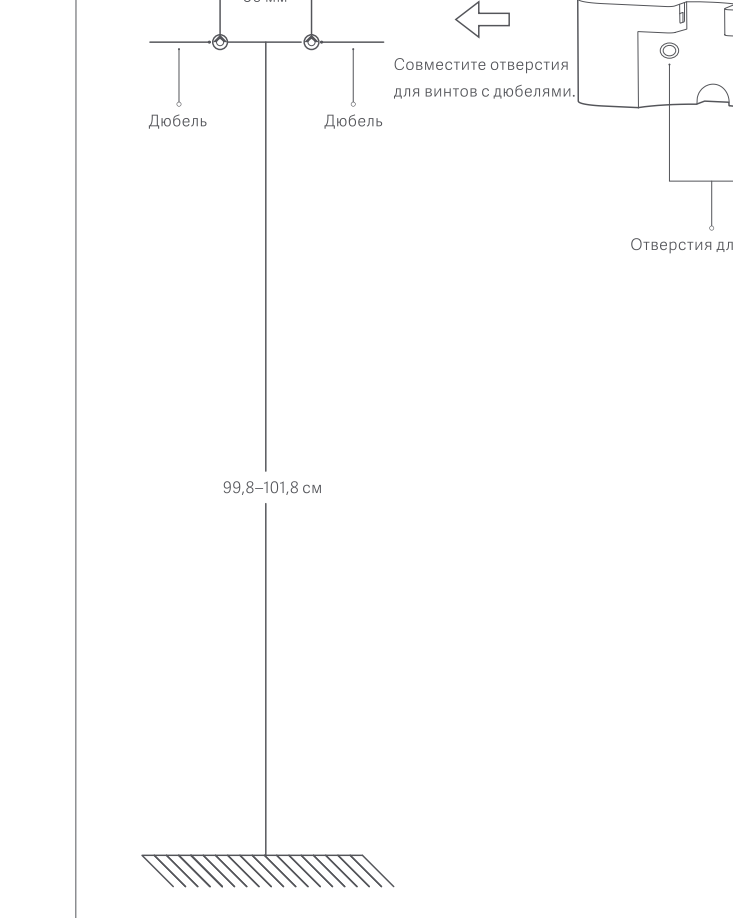 Совместите отверстия
для винтов с дюбелями.
Дюбель
Дюбель
99,8–101,8 см